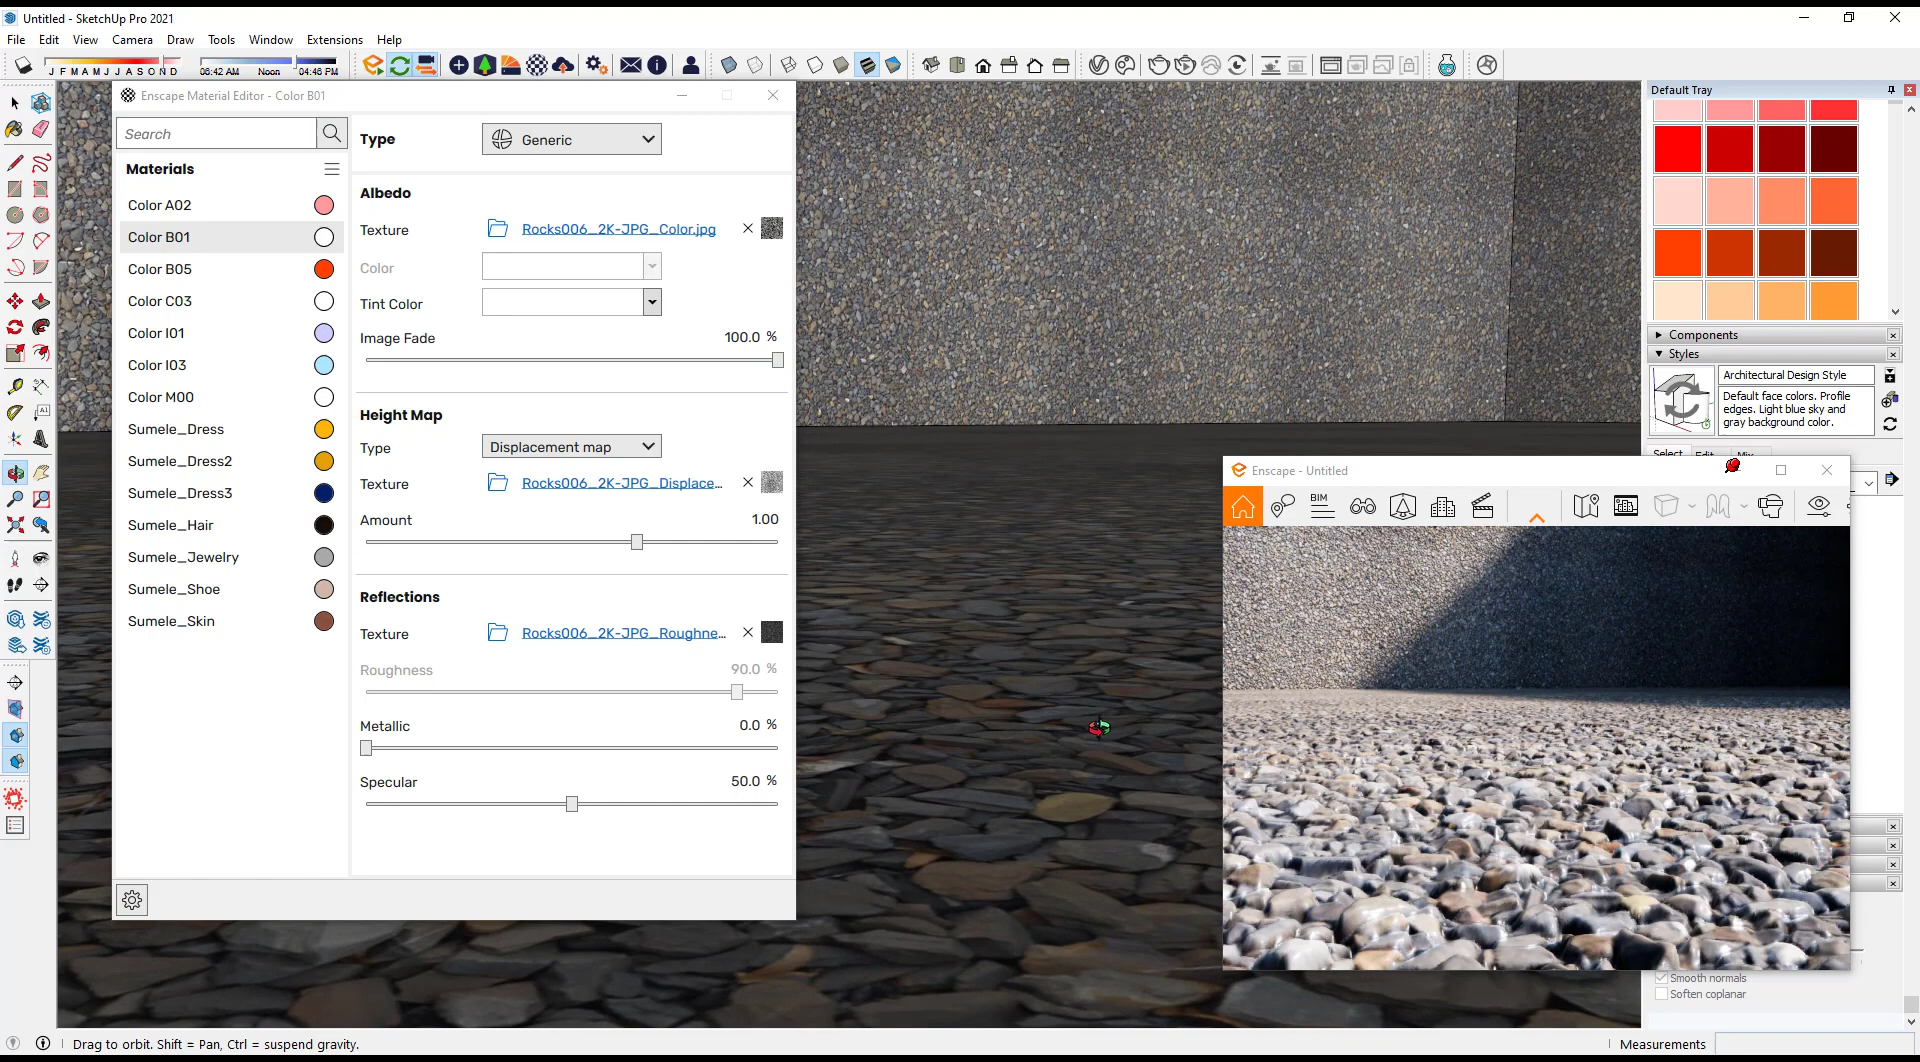 Untitled - SketchUp Pro 2021
File Edit View Camera Draw Tools Window Extensions Help
J F M A M J J A S O N D
06:42 AM Noon 04:46 PM
Enscape Material Editor - Color B01
Search
Materials
Color A02
Color B01
Color B05
Color C03
Color I01
Color I03
Color M00
Sumele_Dress
Sumele_Dress2
Sumele_Dress3
Sumele_Hair
Sumele_Jewelry
Sumele_Shoe
Sumele_Skin
Type Generic
Albedo
Texture Rocks006_2K-JPG_Color.jpg
Color
Tint Color
Image Fade 100.0 %
Height Map
Type Displacement map
Texture Rocks006_2K-JPG_Displace...
Amount 1.00
Reflections
Texture Rocks006_2K-JPG_Roughne...
Roughness 90.0 %
Metallic 0.0 %
Specular 50.0 %
Default Tray
Components
Styles
Architectural Design Style
Default face colors. Profile
edges. Light blue sky and
gray background color.
Select Edit Mix
Enscape - Untitled
BIM
Smooth normals
Soften coplanar
Drag to orbit. Shift = Pan, Ctrl = suspend gravity.
Measurements